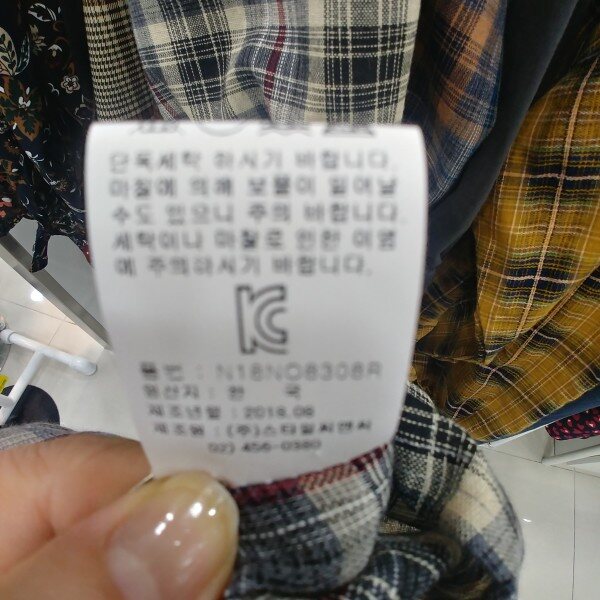 단독세탁 하시기 바랍니다.
마찰에 의해 보풀이 일어날
수도 있으니 주의 바랍니다.
세탁이나 마찰로 인한 이염
에 주의하시기 바랍니다.
KC
품번 : N18NO8308R
원산지 : 한 국
제조년월 : 2018.08
제조원 : (주)스타일씨앤씨
02) 456-0380